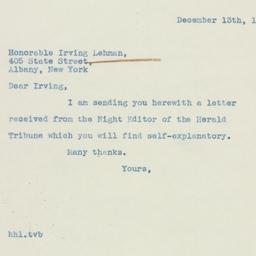 December 13th, 1
Honorable Irving Lehman,
405 State Street,
Albany, New York
Dear Irving,
I am sending you herewith a letter
received from the Night Editor of the Herald
Tribune which you will find self-explanatory.
Many thanks.
Yours,
hhl.tvb